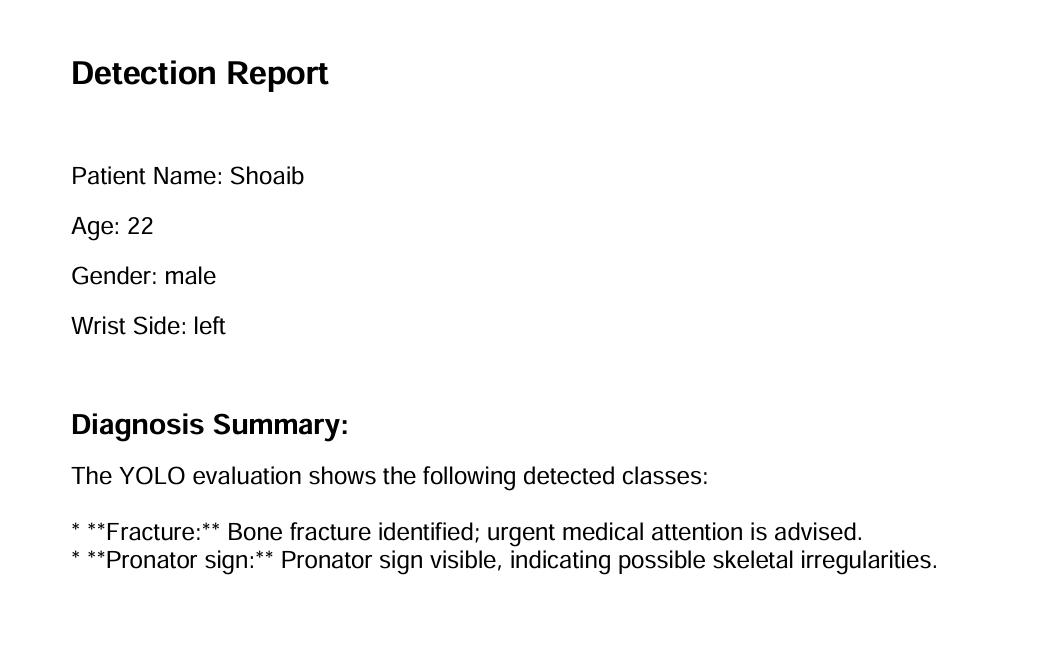 Detection Report
Patient Name: Shoaib
Age: 22
Gender: male
Wrist Side: left
Diagnosis Summary:
The YOLO evaluation shows the following detected classes:
* **Fracture:** Bone fracture identified; urgent medical attention is advised.
* **Pronator sign:** Pronator sign visible, indicating possible skeletal irregularities.